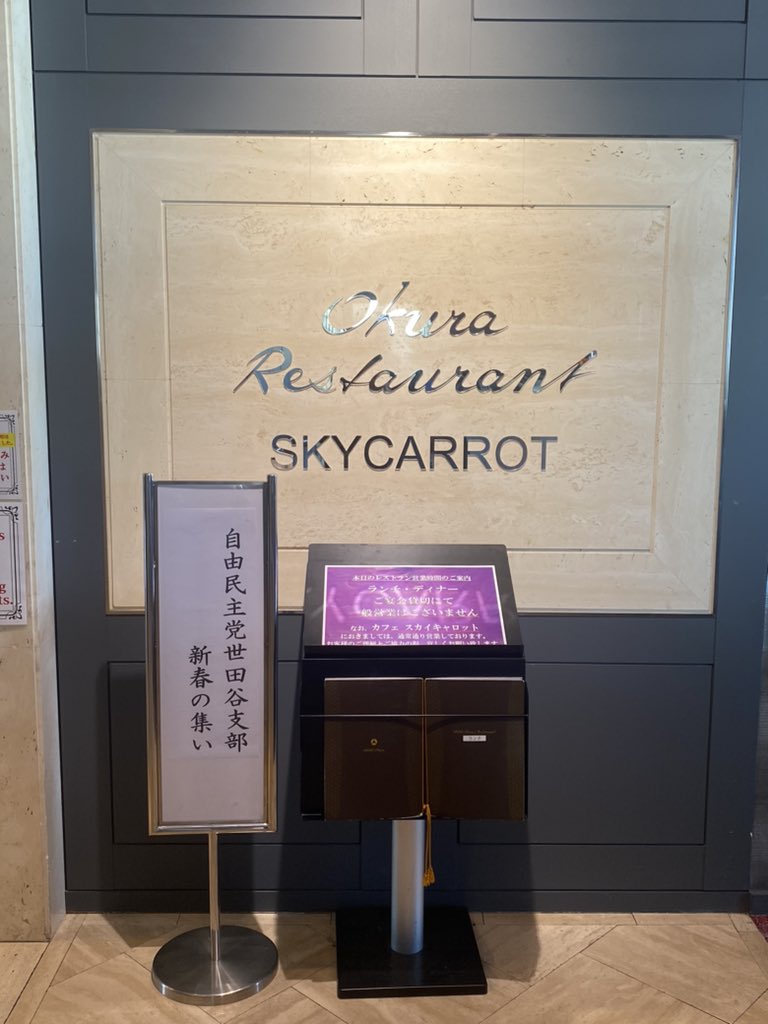 Okura
Restaurant
SKYCARROT
自由民主党世田谷支部
新春の集い
本日のレストラン営業時間のご案内
ランチ・ディナー
ご宴会貸切にて
一般営業はございません
なお、カフェ スカイキャロット
におきましては、通常通り営業しております。
ランチ